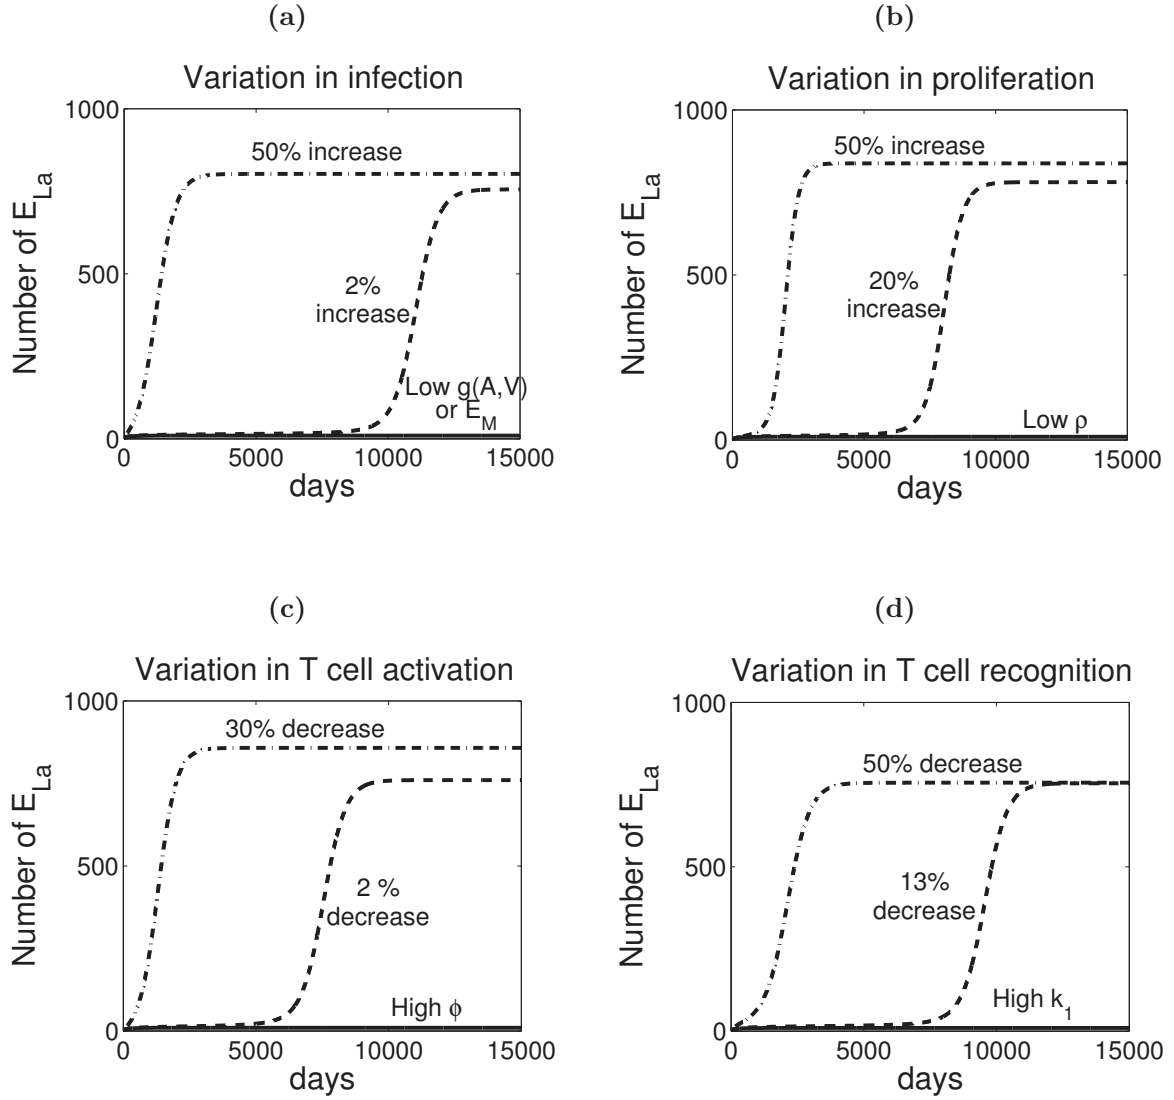 (a)
Variation in infection
Number of E_La
1000
500
0
50% increase
2%
increase
Low g(A,V)
or E_M
0 5000 10000 15000
days
(b)
Variation in proliferation
Number of E_La
1000
500
0
50% increase
20%
increase
Low ρ
0 5000 10000 15000
days
(c)
Variation in T cell activation
Number of E_La
1000
500
0
30% decrease
2 %
decrease
High ϕ
0 5000 10000 15000
days
(d)
Variation in T cell recognition
Number of E_La
1000
500
0
50% decrease
13%
decrease
High k_1
0 5000 10000 15000
days